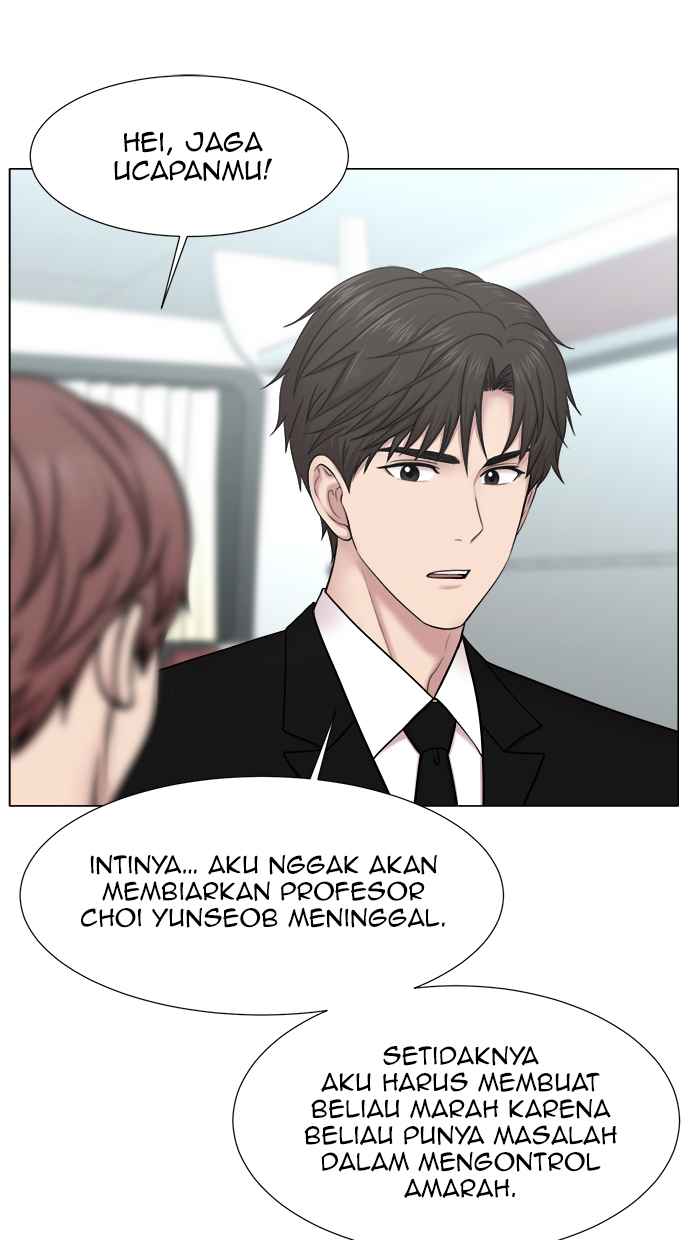 HEI, JAGA
UCAPANMU!
INTINYA... AKU NGGAK AKAN
MEMBIARKAN PROFESOR
CHOI YUNSEOB MENINGGAL.
SETIDAKNYA
AKU HARUS MEMBUAT
BELIAU MARAH KARENA
BELIAU PUNYA MASALAH
DALAM MENGONTROL
AMARAH.